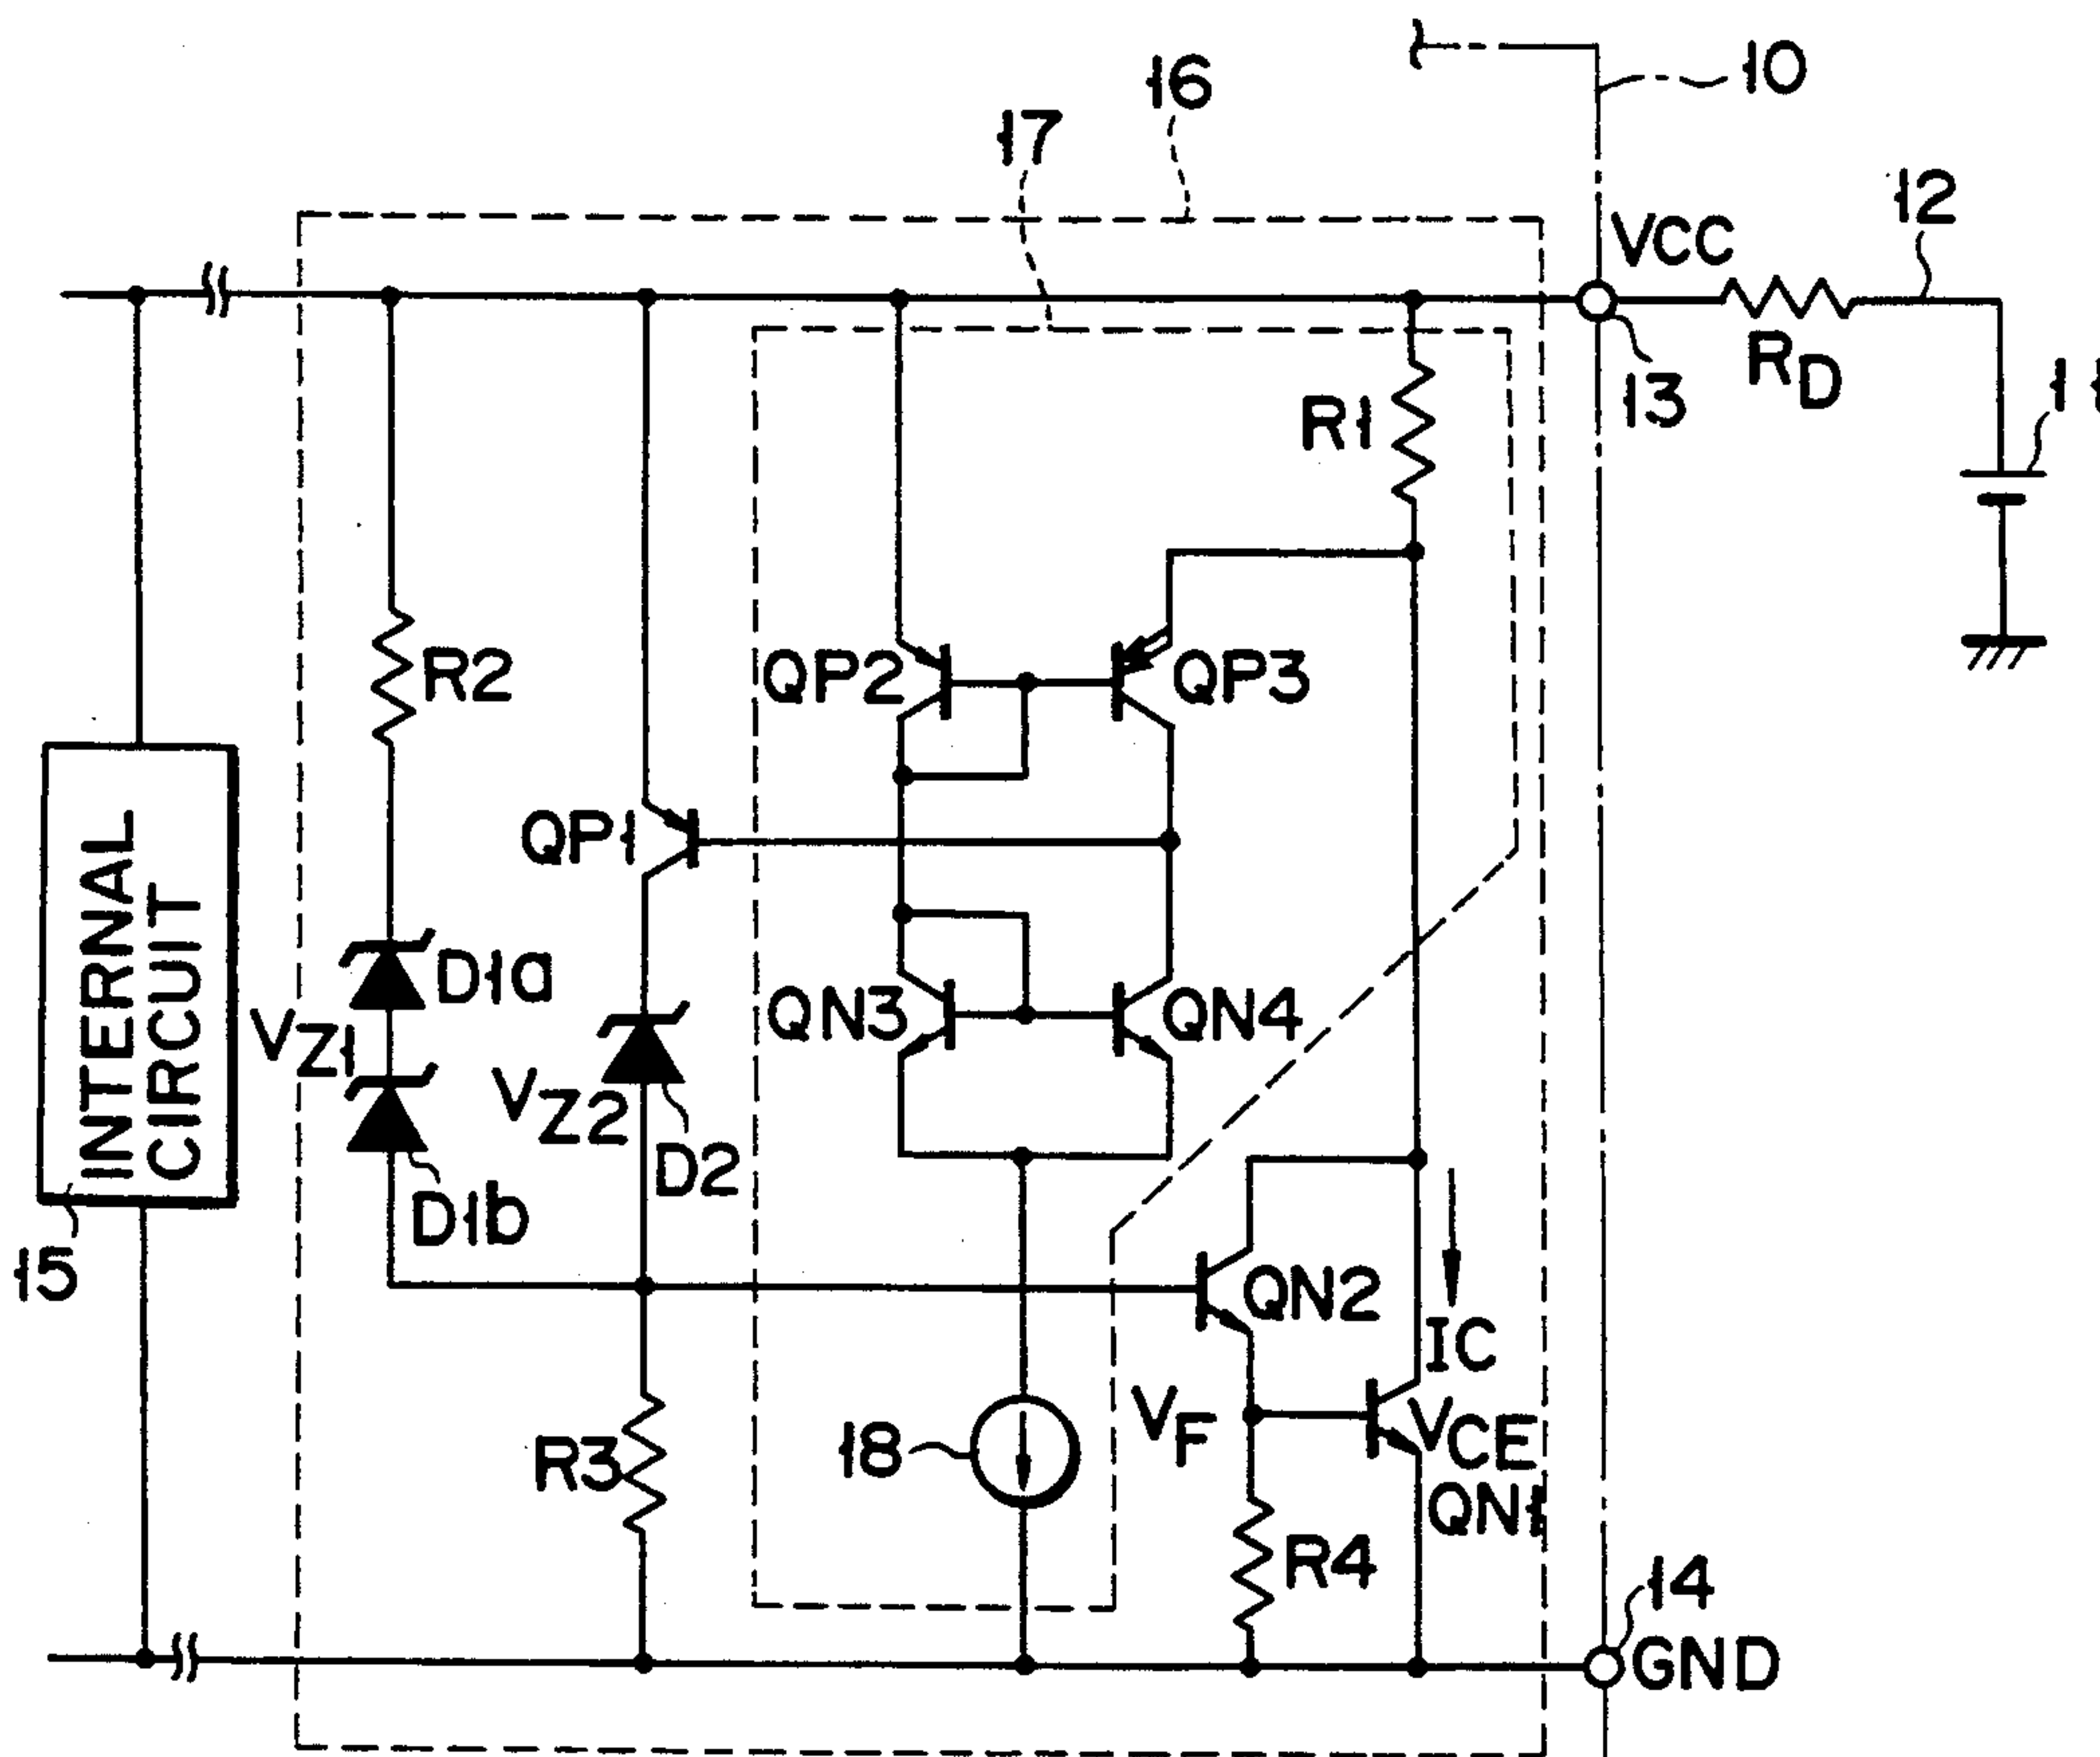 10
16
17
12
VCC
RD
13
11
R1
R2
QP2
QP3
QP1
INTERNAL
CIRCUIT
D1a
VZ1
QN3
QN4
VZ2
D2
D1b
15
QN2
IC
VF
VCE
QN1
18
R3
R4
14
GND